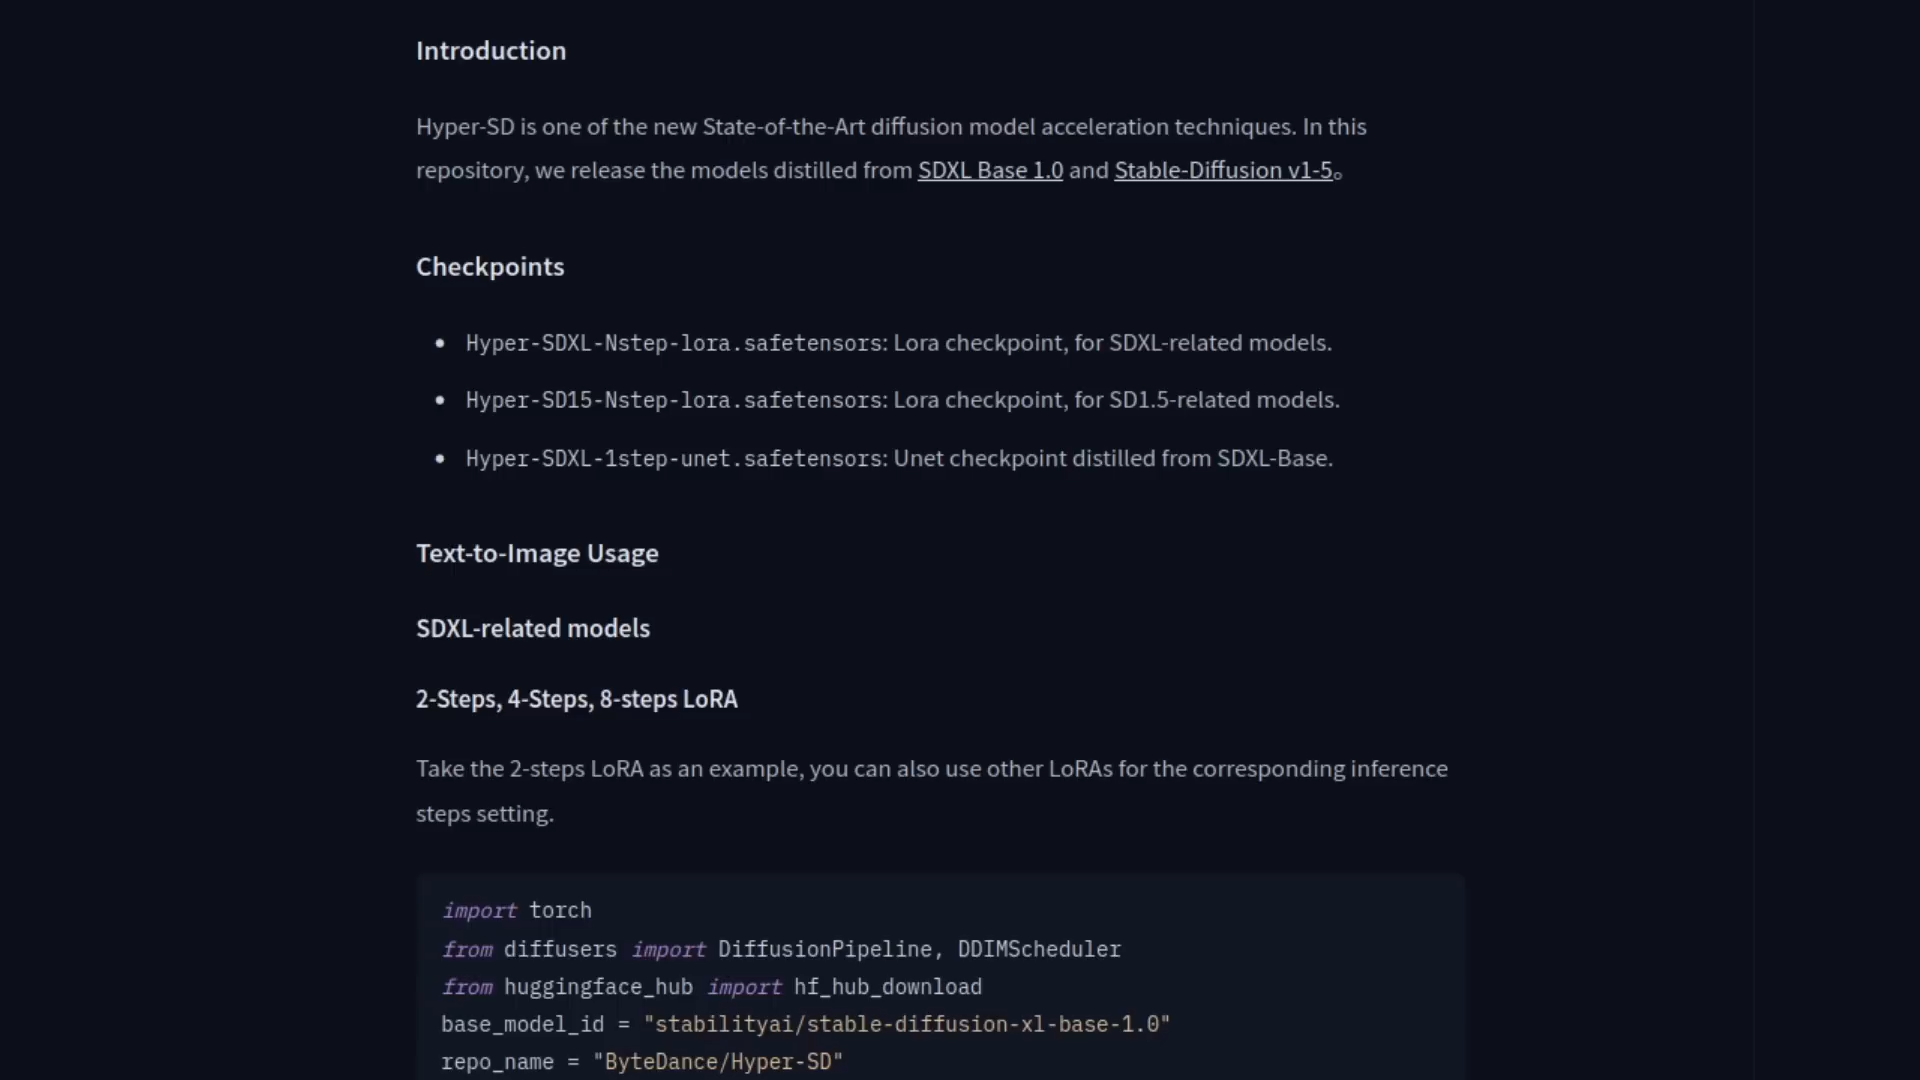 Introduction
Hyper-SD is one of the new State-of-the-Art diffusion model acceleration techniques. In this
repository, we release the models distilled from SDXL Base 1.0 and Stable-Diffusion v1-5。
Checkpoints
• Hyper-SDXL-Nstep-lora.safetensors: Lora checkpoint, for SDXL-related models.
• Hyper-SD15-Nstep-lora.safetensors: Lora checkpoint, for SD1.5-related models.
• Hyper-SDXL-1step-unet.safetensors: Unet checkpoint distilled from SDXL-Base.
Text-to-Image Usage
SDXL-related models
2-Steps, 4-Steps, 8-steps LoRA
Take the 2-steps LoRA as an example, you can also use other LoRAs for the corresponding inference
steps setting.
import torch
from diffusers import DiffusionPipeline, DDIMScheduler
from huggingface_hub import hf_hub_download
base_model_id = "stabilityai/stable-diffusion-xl-base-1.0"
repo_name = "ByteDance/Hyper-SD"